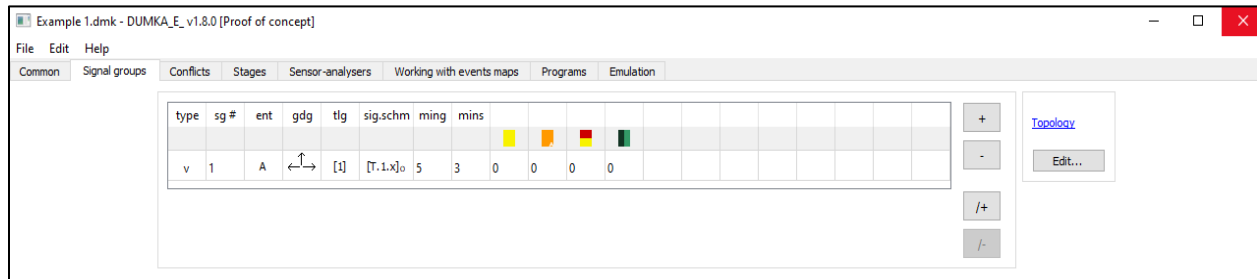 Example 1.dmk - DUMKA_E_ v1.8.0 [Proof of concept]
File Edit Help
Common Signal groups Conflicts Stages Sensor-analysers Working with events maps Programs Emulation
type sg # ent gdg tlg sig.schm ming mins
v 1 A [1] [T.1.x]o 5 3 0 0 0 0
+
-
/+
/-
Topology
Edit...